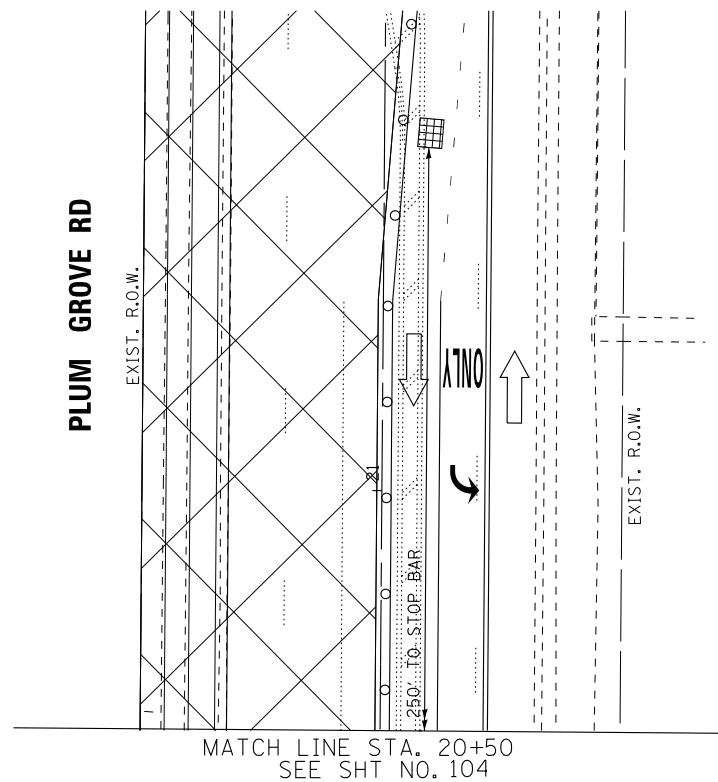 PLUM GROVE RD
EXIST. R.O.W.
21
250' TO STOP BAR
ONLY
EXIST. R.O.W.
MATCH LINE STA. 20+50
SEE SHT NO. 104